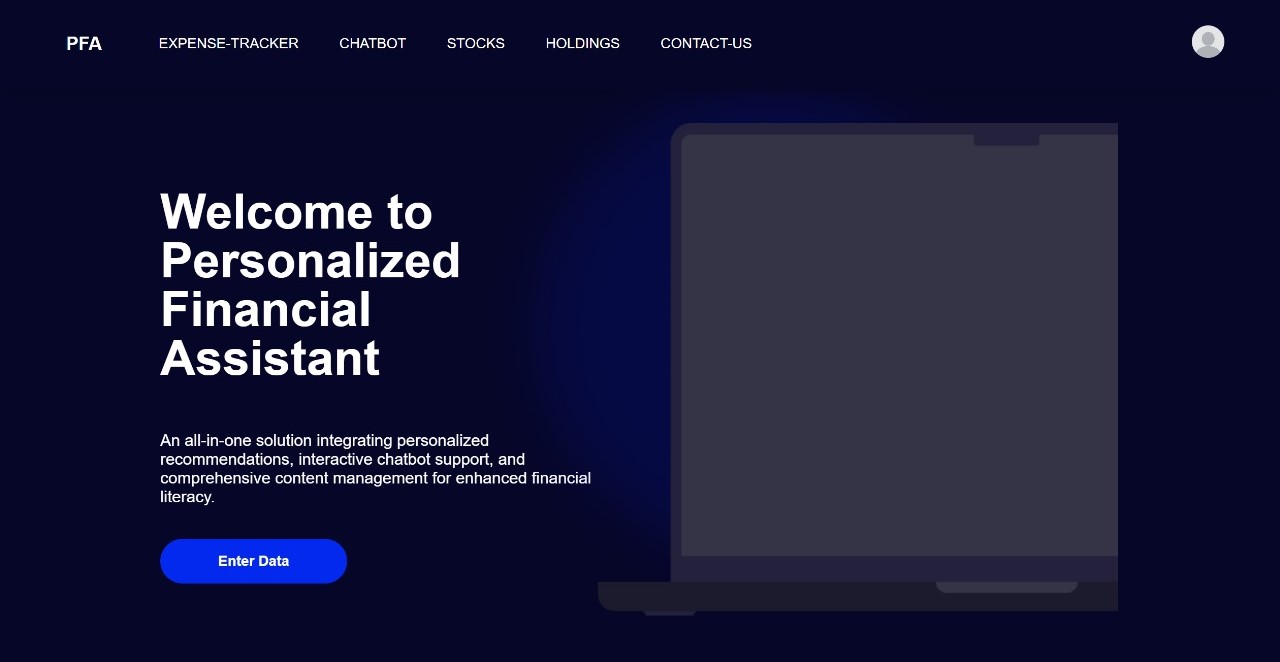 PFA
EXPENSE-TRACKER
CHATBOT
STOCKS
HOLDINGS
CONTACT-US
Welcome to
Personalized
Financial
Assistant
An all-in-one solution integrating personalized
recommendations, interactive chatbot support, and
comprehensive content management for enhanced financial
literacy.
Enter Data